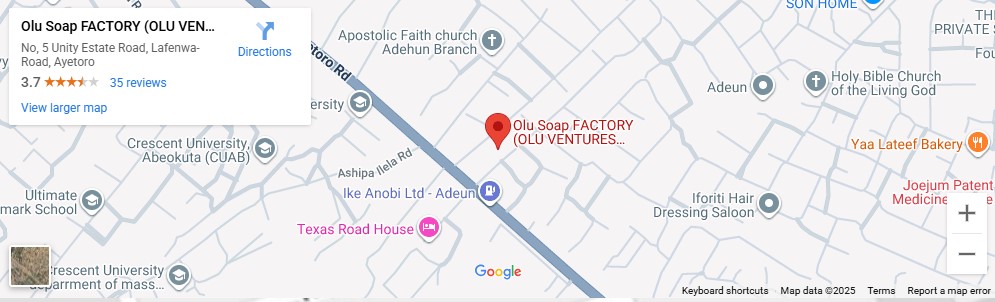 Olu Soap FACTORY (OLU VEN...
No, 5 Unity Estate Road, Lafenwa-
Road, Ayetoro
3.7
35 reviews
View larger map
Directions
SON HOME
TH
PRIVATE S
Fou
Apostolic Faith church
Adehun Branch
toro Rd
ersity
Adeun
Holy Bible Church
of the Living God
Olu Soap FACTORY
(OLU VENTURES...
Crescent University,
Abeokuta (CUAB)
Ashipa Ilela Rd
Yaa Lateef Bakery
Ike Anobi Ltd - Adeun
Joejum Patent
Medicine
Ultimate
mark School
Iforiti Hair
Dressing Saloon
Texas Road House
Crescent University
deparrment of mass...
Google
Keyboard shortcuts
Map data ©2025
Terms
Report a map error